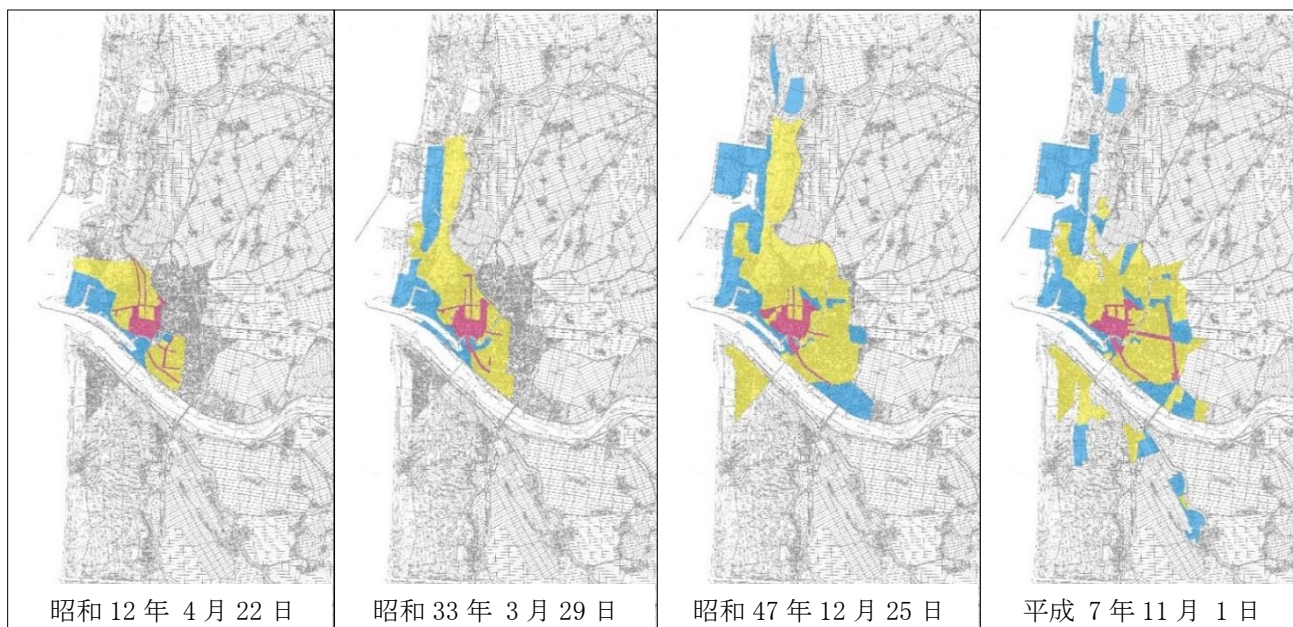 昭和 12 年 4 月 22 日
昭和 33 年 3 月 29 日
昭和 47 年 12 月 25 日
平成 7 年 11 月 1 日